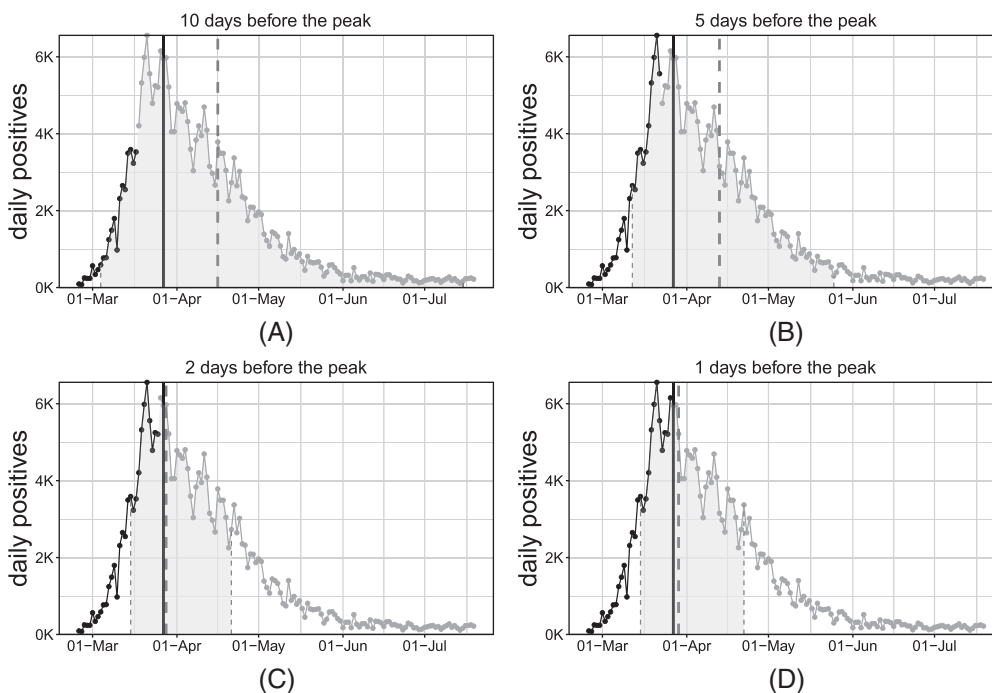 10 days before the peak
daily positives
6K
4K
2K
0K
01−Mar 01−Apr 01−May 01−Jun 01−Jul
(A)
5 days before the peak
daily positives
6K
4K
2K
0K
01−Mar 01−Apr 01−May 01−Jun 01−Jul
(B)
2 days before the peak
daily positives
6K
4K
2K
0K
01−Mar 01−Apr 01−May 01−Jun 01−Jul
(C)
1 days before the peak
daily positives
6K
4K
2K
0K
01−Mar 01−Apr 01−May 01−Jun 01−Jul
(D)